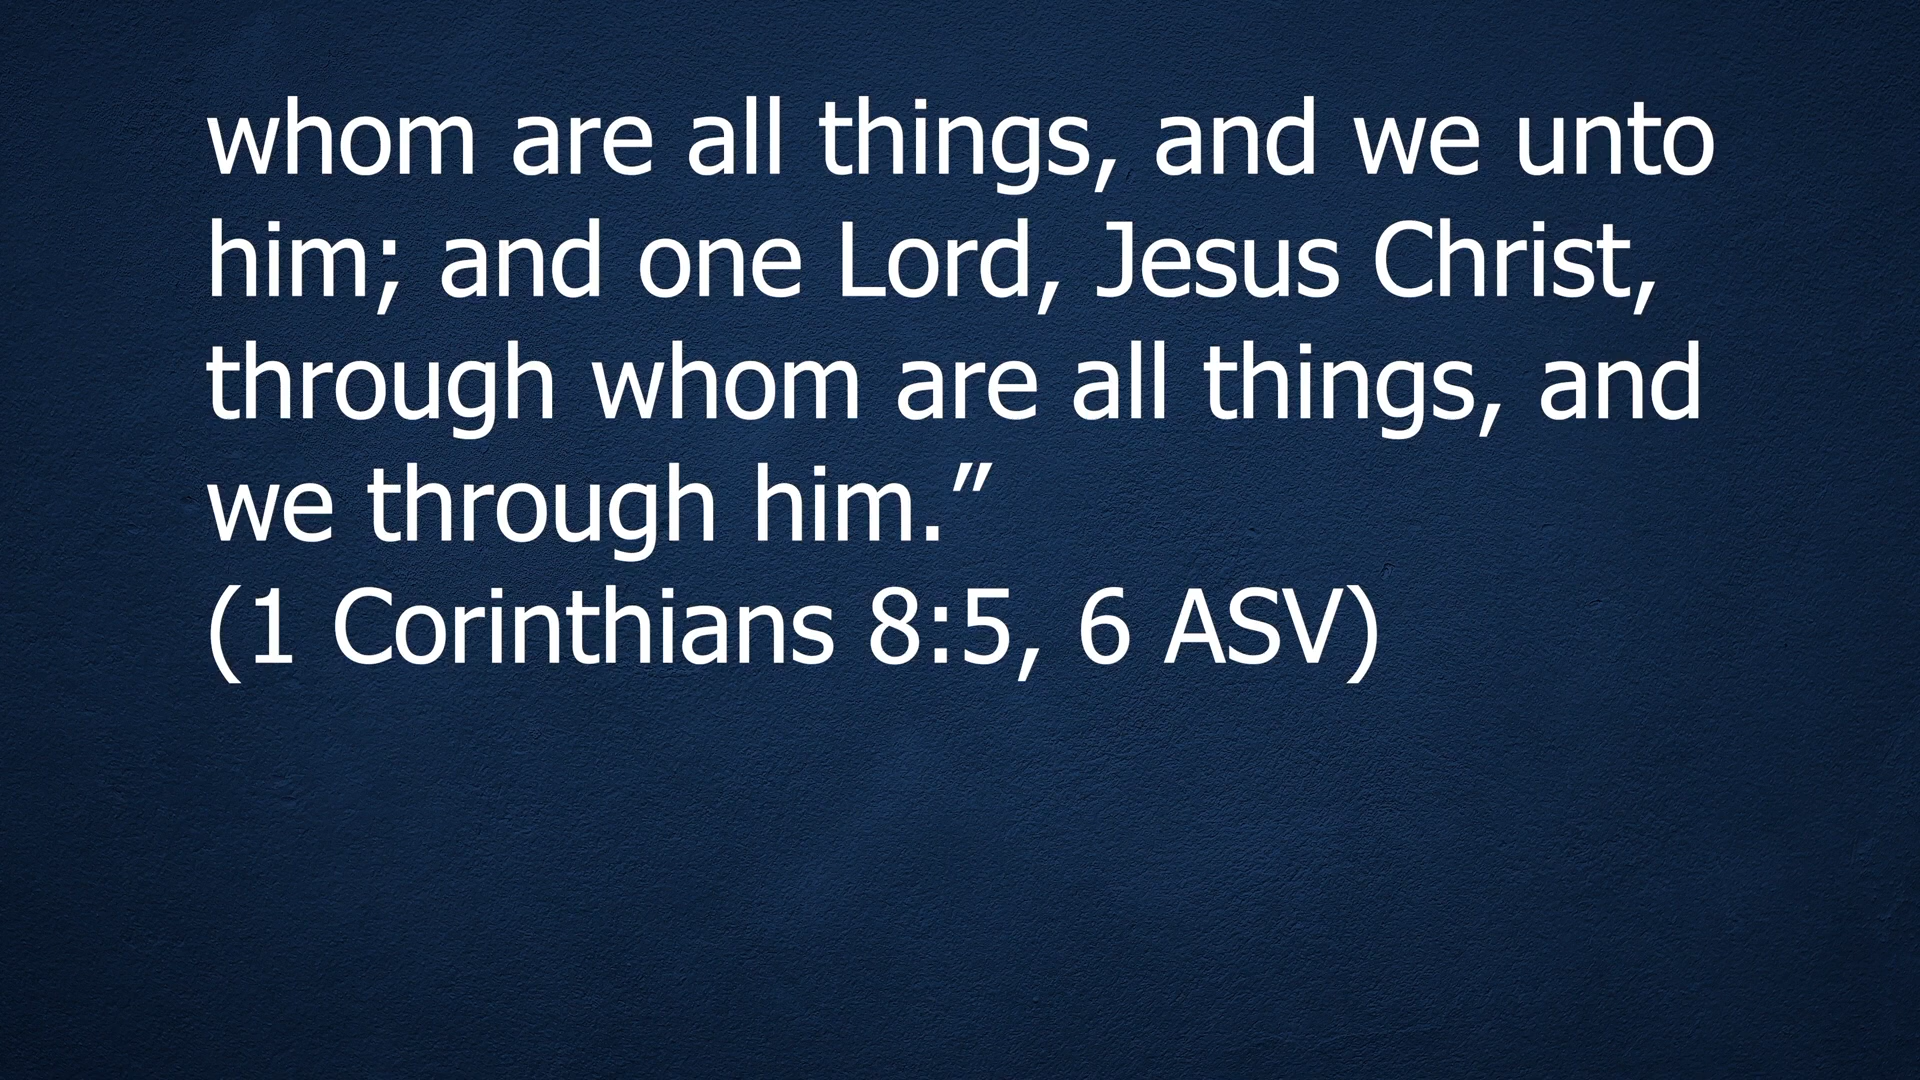 whom are all things, and we unto
him; and one Lord, Jesus Christ,
through whom are all things, and
we through him.”
(1 Corinthians 8:5, 6 ASV)